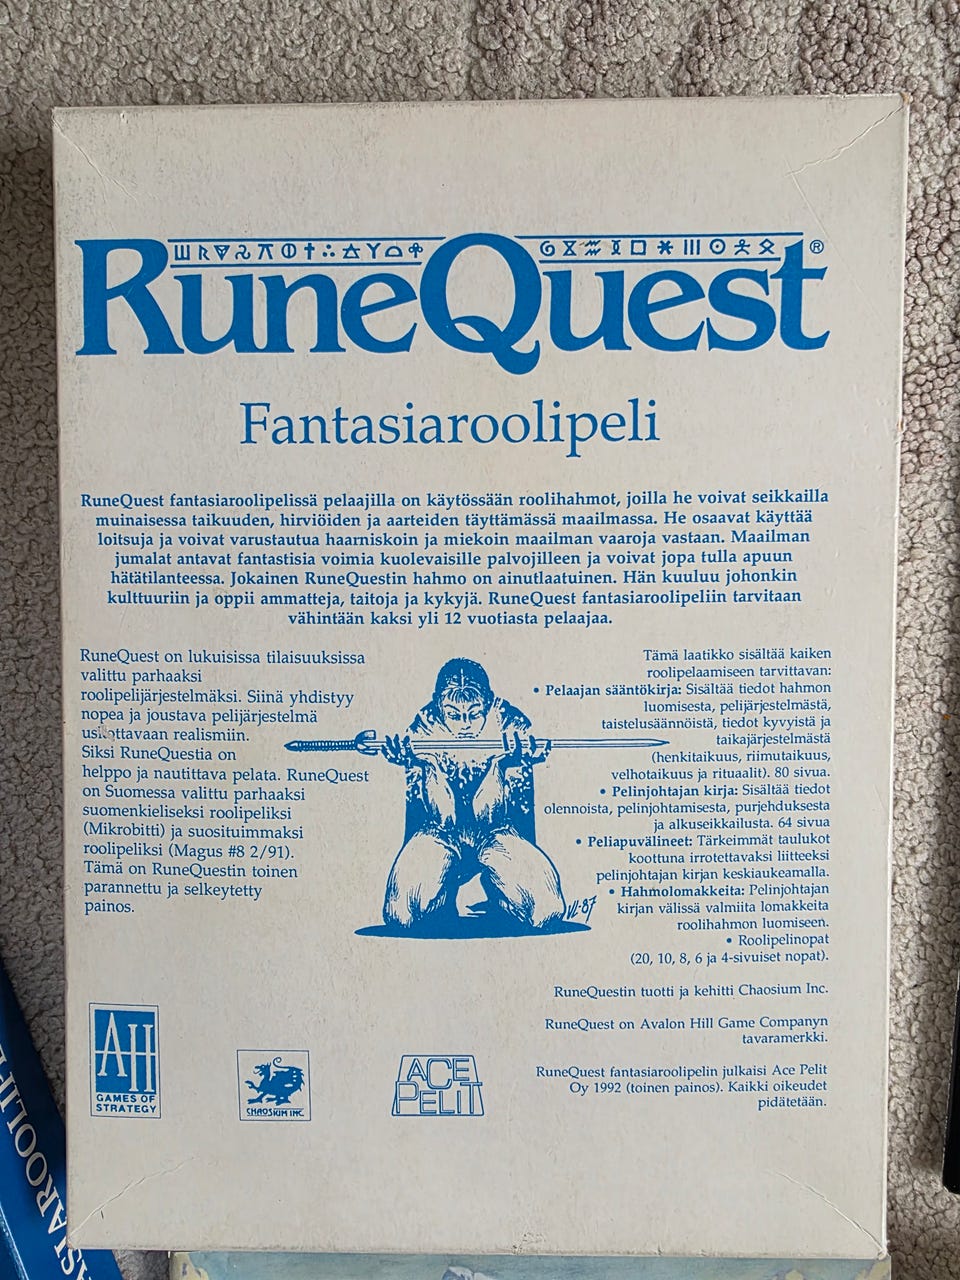 RuneQuest®
Fantasiaroolipeli
RuneQuest fantasiaroolipelissä pelaajilla on käytössään roolihahmot, joilla he voivat seikkailla
muinaisessa taikuuden, hirviöiden ja aarteiden täyttämässä maailmassa. He osaavat käyttää
loitsuja ja voivat varustautua haarniskoin ja miekoin maailman vaaroja vastaan. Maailman
jumalat antavat fantastisia voimia kuolevaisille palvojilleen ja voivat jopa tulla apuun
hätätilanteessa. Jokainen RuneQuestin hahmo on ainutlaatuinen. Hän kuuluu johonkin
kulttuuriin ja oppii ammatteja, taitoja ja kykyjä. RuneQuest fantasiaroolipeliin tarvitaan
vähintään kaksi yli 12 vuotiasta pelaajaa.
RuneQuest on lukuisissa tilaisuuksissa
valittu parhaaksi
roolipelijärjestelmäksi. Siinä yhdistyy
nopea ja joustava pelijärjestelmä
uskottavaan realismiin.
Siksi RuneQuestia on
helppo ja nautittava pelata. RuneQuest
on Suomessa valittu parhaaksi
suomenkieliseksi roolipeliksi
(Mikrobitti) ja suosituimmaksi
roolipeliksi (Magus #8 2/91).
Tämä on RuneQuestin toinen
parannettu ja selkeytetty
painos.
VL-87
Tämä laatikko sisältää kaiken
roolipelaamiseen tarvittavan:
• Pelaajan sääntökirja: Sisältää tiedot hahmon
luomisesta, pelijärjestelmästä,
taistelusäännöistä, tiedot kyvyistä ja
taikajärjestelmästä
(henkitaikuus, riimutaikuus,
velhotaikuus ja rituaalit). 80 sivua.
• Pelinjohtajan kirja: Sisältää tiedot
olennoista, pelinjohtamisesta, purjehduksesta
ja alkuseikkailusta. 64 sivua
• Peliapuvälineet: Tärkeimmät taulukot
koottuna irrotettavaksi liitteeksi
pelinjohtajan kirjan keskiaukeamalla.
• Hahmolomakkeita: Pelinjohtajan
kirjan välissä valmiita lomakkeita
roolihahmon luomiseen.
• Roolipelinopat
(20, 10, 8, 6 ja 4-sivuiset nopat).
RuneQuestin tuotti ja kehitti Chaosium Inc.
RuneQuest on Avalon Hill Game Companyn
tavaramerkki.
RuneQuest fantasiaroolipelin julkaisi Ace Pelit
Oy 1992 (toinen painos). Kaikki oikeudet
pidätetään.
AH
GAMES OF
STRATEGY
CHAOSIUM INC.
ACE
PELIT